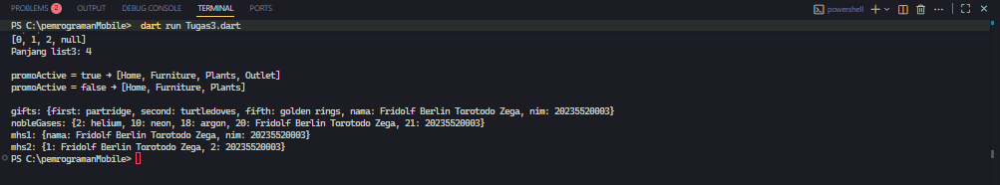 PROBLEMS 2 OUTPUT DEBUG CONSOLE TERMINAL PORTS powershell
PS C:\pemrogramanMobile> dart run Tugas3.dart
[0, 1, 2, null]
Panjang list3: 4
promoActive = true → [Home, Furniture, Plants, Outlet]
promoActive = false → [Home, Furniture, Plants]
gifts: {first: partridge, second: turtledoves, fifth: golden rings, nama: Fridolf Berlin Torotodo Zega, nim: 20235520003}
nobleGases: {2: helium, 10: neon, 18: argon, 20: Fridolf Berlin Torotodo Zega, 21: 20235520003}
mhs1: {nama: Fridolf Berlin Torotodo Zega, nim: 20235520003}
mhs2: {1: Fridolf Berlin Torotodo Zega, 2: 20235520003}
PS C:\pemrogramanMobile>